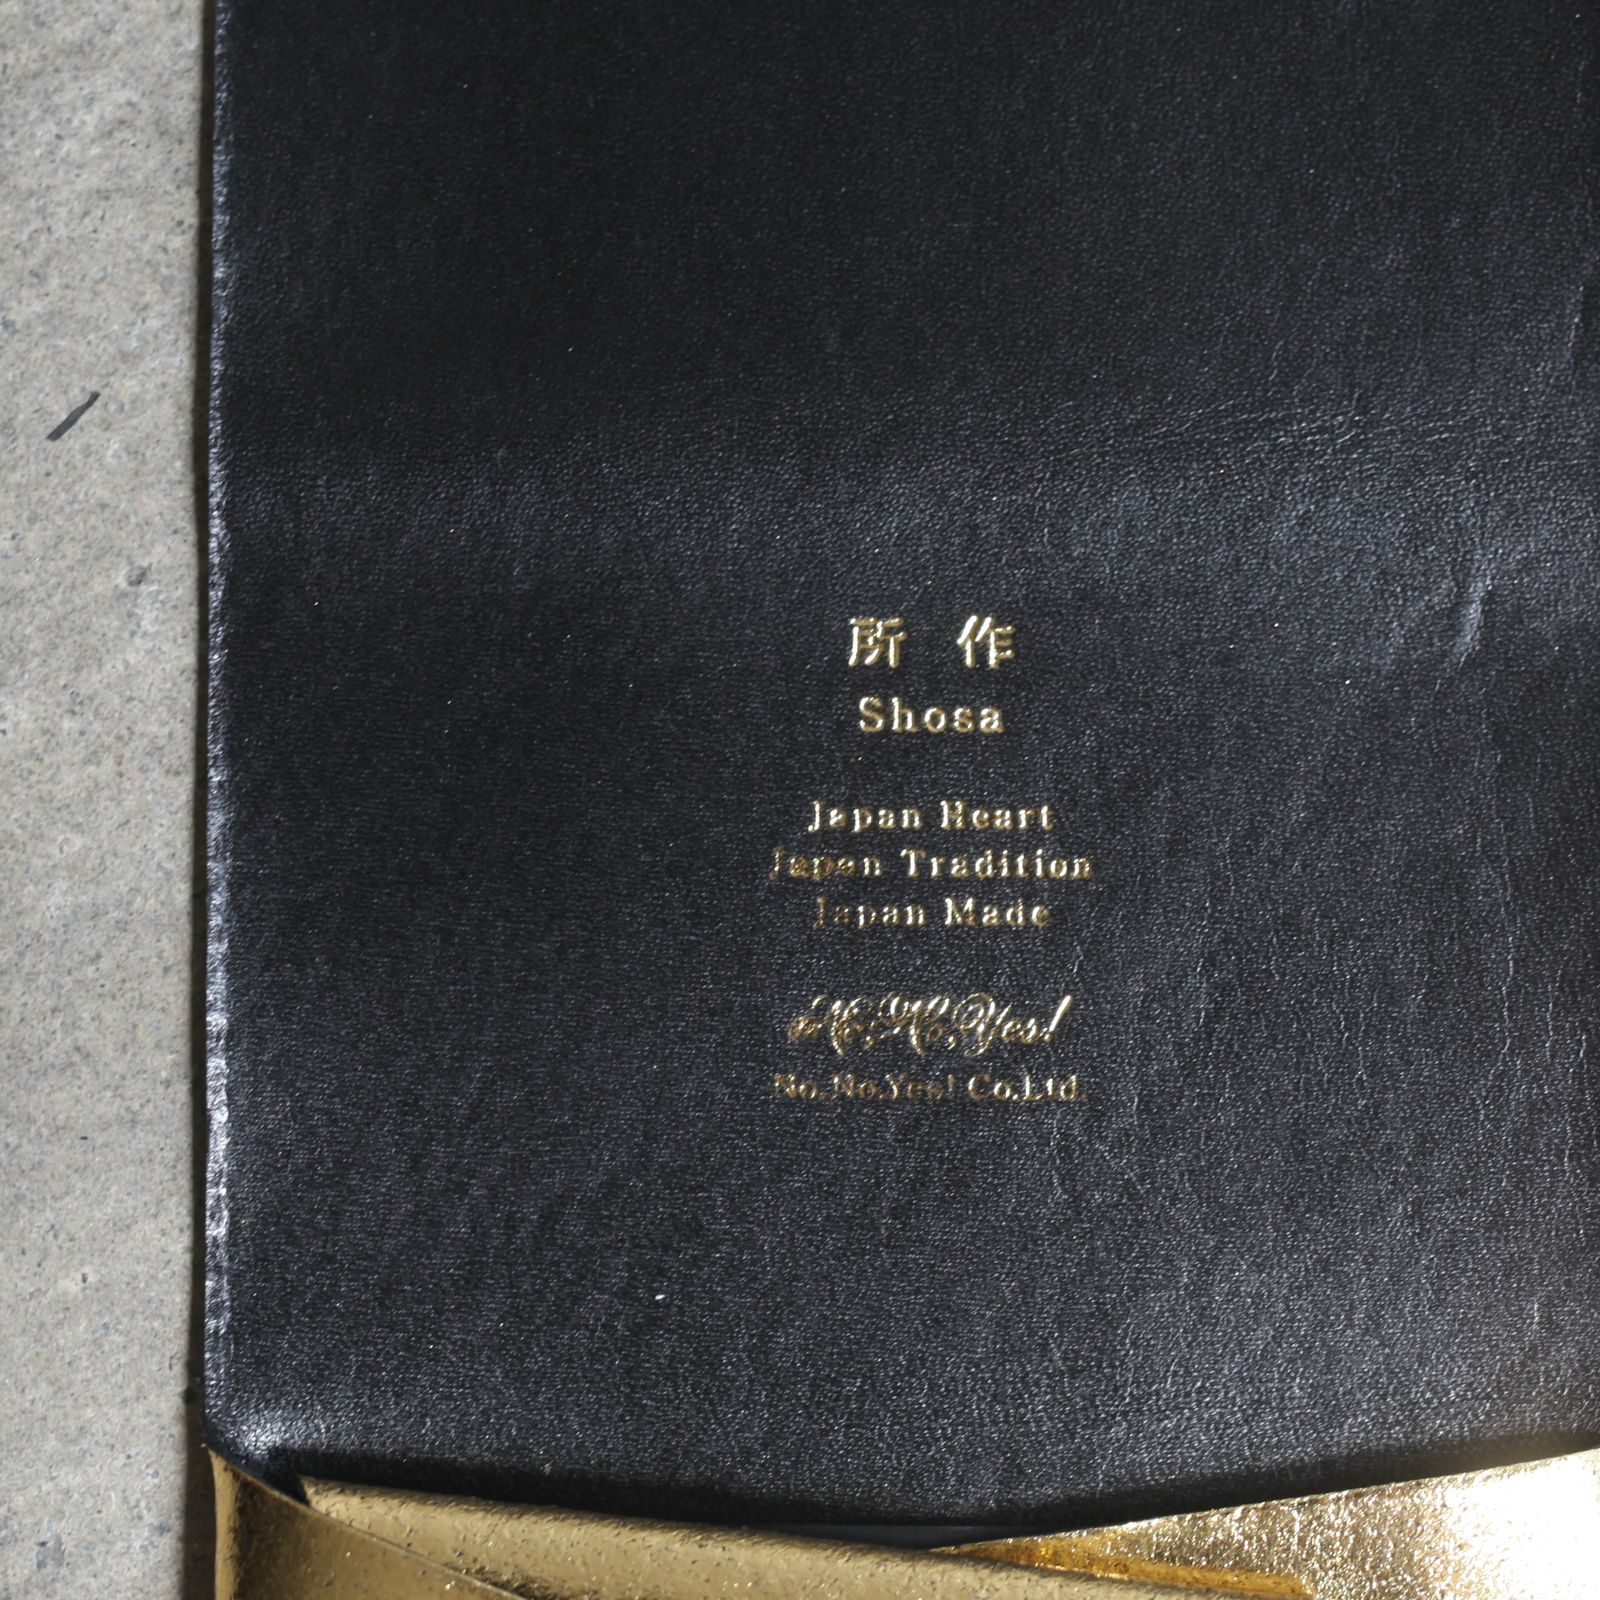 所作
Shosa
Japan Heart
Japan Tradition
Japan Made
No,No,Yes!
No.No.Yes! Co.Ltd.